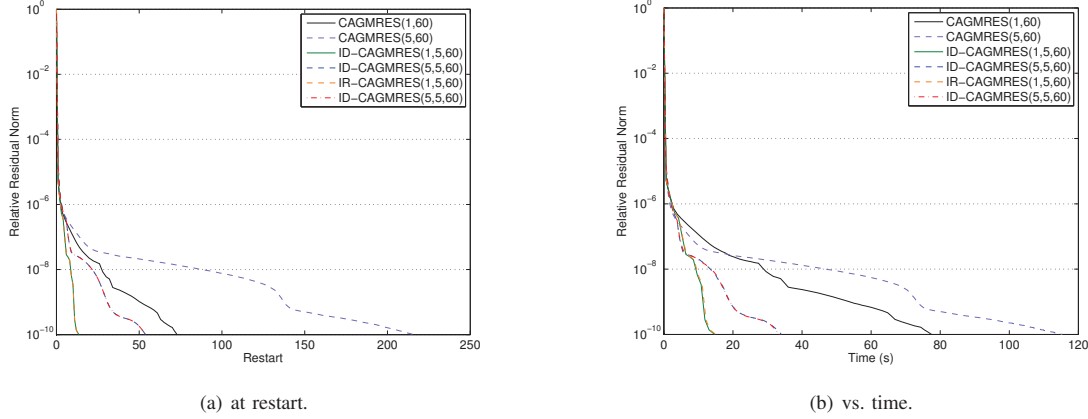 Relative Residual Norm
10^0
10^-2
10^-4
10^-6
10^-8
10^-10
CAGMRES(1,60)
CAGMRES(5,60)
ID-CAGMRES(1,5,60)
ID-CAGMRES(5,5,60)
IR-CAGMRES(1,5,60)
ID-CAGMRES(5,5,60)
0 50 100 150 200 250
Restart
(a) at restart.
Relative Residual Norm
10^0
10^-2
10^-4
10^-6
10^-8
10^-10
CAGMRES(1,60)
CAGMRES(5,60)
ID-CAGMRES(1,5,60)
ID-CAGMRES(5,5,60)
IR-CAGMRES(1,5,60)
ID-CAGMRES(5,5,60)
0 20 40 60 80 100 120
Time (s)
(b) vs. time.